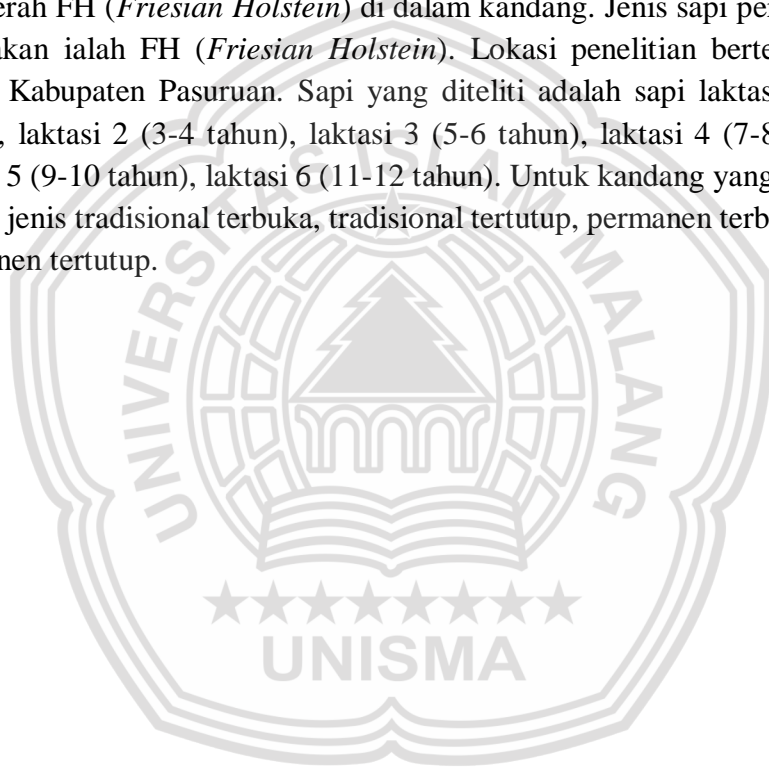 erah FH (Friesian Holstein) di dalam kandang. Jenis sapi pe
akan ialah FH (Friesian Holstein). Lokasi penelitian berte
Kabupaten Pasuruan. Sapi yang diteliti adalah sapi laktas
, laktasi 2 (3-4 tahun), laktasi 3 (5-6 tahun), laktasi 4 (7-8
5 (9-10 tahun), laktasi 6 (11-12 tahun). Untuk kandang yang
jenis tradisional terbuka, tradisional tertutup, permanen terb
nen tertutup.
UNIVERSITAS ISLAM MALANG
UNISMA